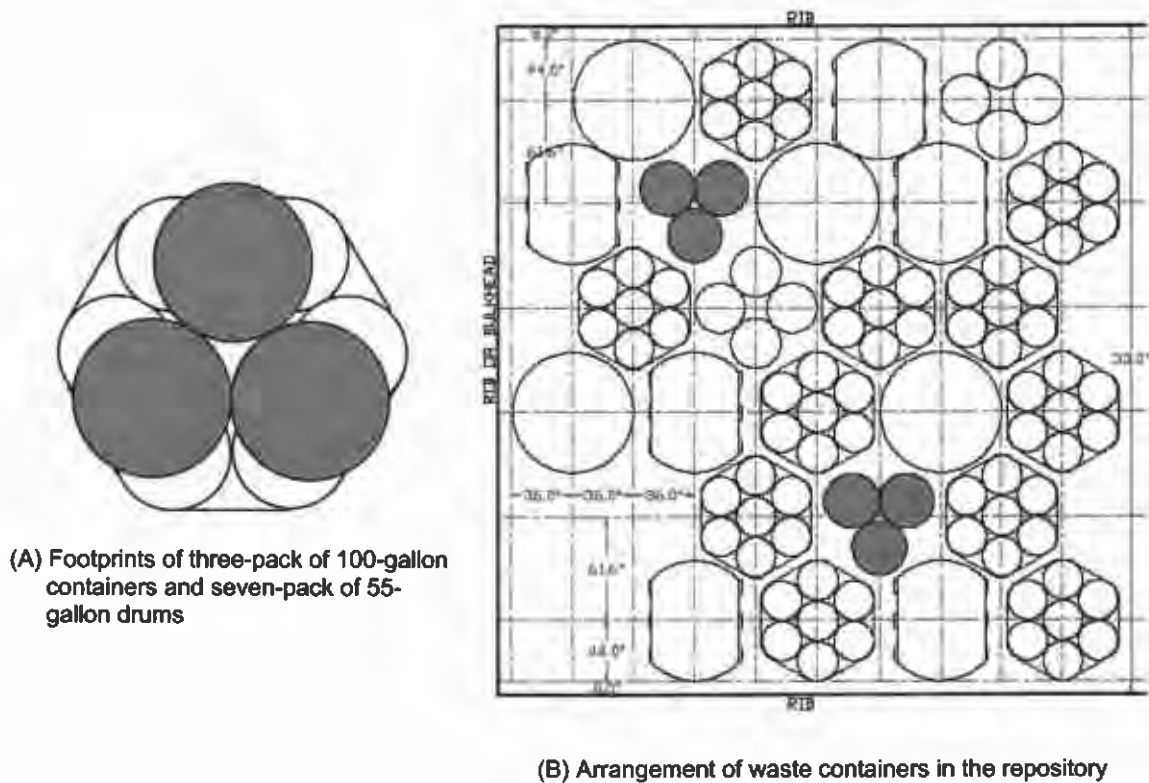 RIB
44.0"
61.6"
RIB OR BULKHEAD
33.0'
36.0" 36.0" 36.0"
(A) Footprints of three-pack of 100-gallon
containers and seven-pack of 55-
gallon drums
61.6"
44.0"
RIB
(B) Arrangement of waste containers in the repository